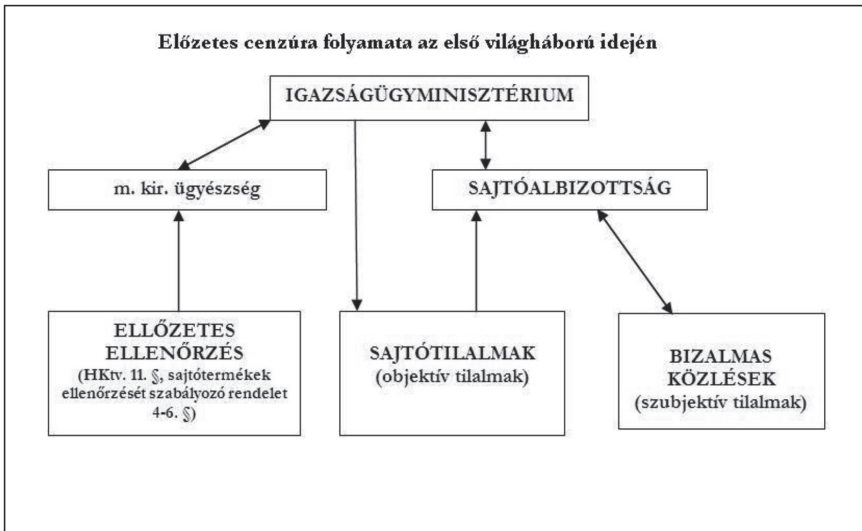 Előzetes cenzúra folyamata az első világháború idején
IGAZSÁGÜGYMINISZTÉRIUM
m. kir. ügyészség
SAJTÓALBIZOTTSÁG
ELLŐZETES
ELLENŐRZÉS
(HKtv. 11. §, sajtótermékek
ellenőrzését szabályozó rendelet
4-6. §)
SAJTÓTILALMAK
(objektív tilalmak)
BIZALMAS
KÖZLÉSEK
(szubjektív tilalmak)